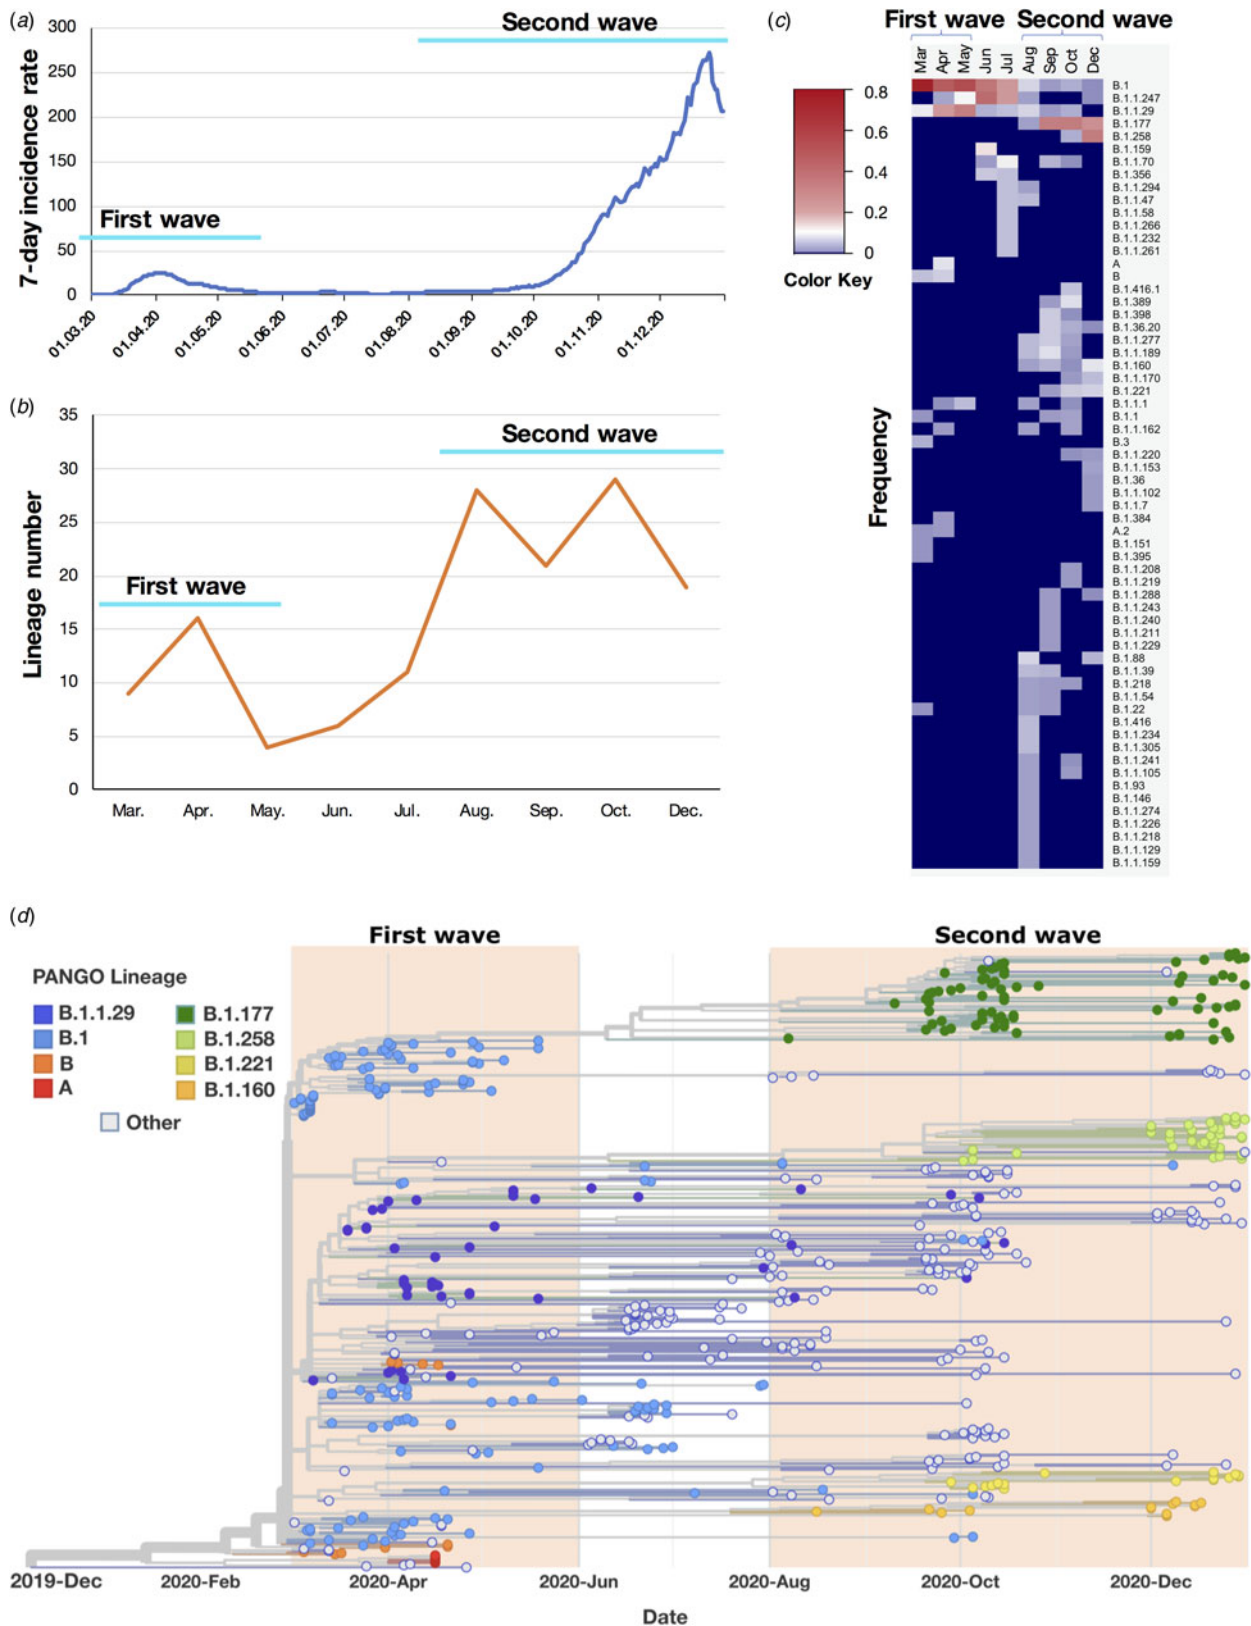 (a)
Second wave
300
250
200
150
100
50
0
7-day incidence rate
First wave
01.03.20
01.04.20
01.05.20
01.06.20
01.07.20
01.08.20
01.09.20
01.10.20
01.11.20
01.12.20
(b)
35
30
25
20
15
10
5
0
Lineage number
Second wave
First wave
Mar. Apr. May. Jun. Jul. Aug. Sep. Oct. Dec.
(c)
First wave Second wave
Mar
Apr
May
Jun
Jul
Aug
Sep
Oct
Dec
0.8
0.6
0.4
0.2
0
Color Key
Frequency
B.1
B.1.1.247
B.1.1.29
B.1.177
B.1.258
B.1.159
B.1.1.70
B.1.356
B.1.1.294
B.1.1.47
B.1.1.58
B.1.1.266
B.1.1.232
B.1.1.261
A
B
B.1.416.1
B.1.389
B.1.398
B.1.36.20
B.1.1.277
B.1.1.189
B.1.160
B.1.1.170
B.1.221
B.1.1.1
B.1.1
B.1.1.162
B.3
B.1.1.220
B.1.1.153
B.1.36
B.1.1.102
B.1.1.7
B.1.384
A.2
B.1.151
B.1.395
B.1.1.208
B.1.1.219
B.1.1.288
B.1.1.243
B.1.1.240
B.1.1.211
B.1.1.229
B.1.88
B.1.1.39
B.1.218
B.1.1.54
B.1.22
B.1.416
B.1.1.234
B.1.1.305
B.1.1.241
B.1.1.105
B.1.93
B.1.146
B.1.1.274
B.1.1.226
B.1.1.218
B.1.1.129
B.1.1.159
(d)
First wave Second wave
PANGO Lineage
B.1.1.29 B.1.177
B.1 B.1.258
B B.1.221
A B.1.160
Other
2019-Dec 2020-Feb 2020-Apr 2020-Jun 2020-Aug 2020-Oct 2020-Dec
Date